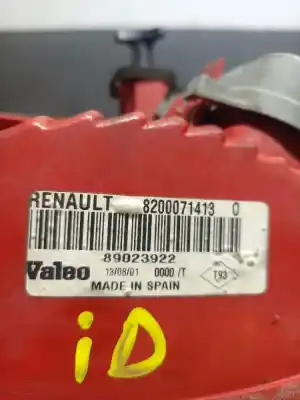 RENAULT 8200071413 0
89023922
Valeo 13/08/01 0000 /T T93
MADE IN SPAIN
iD